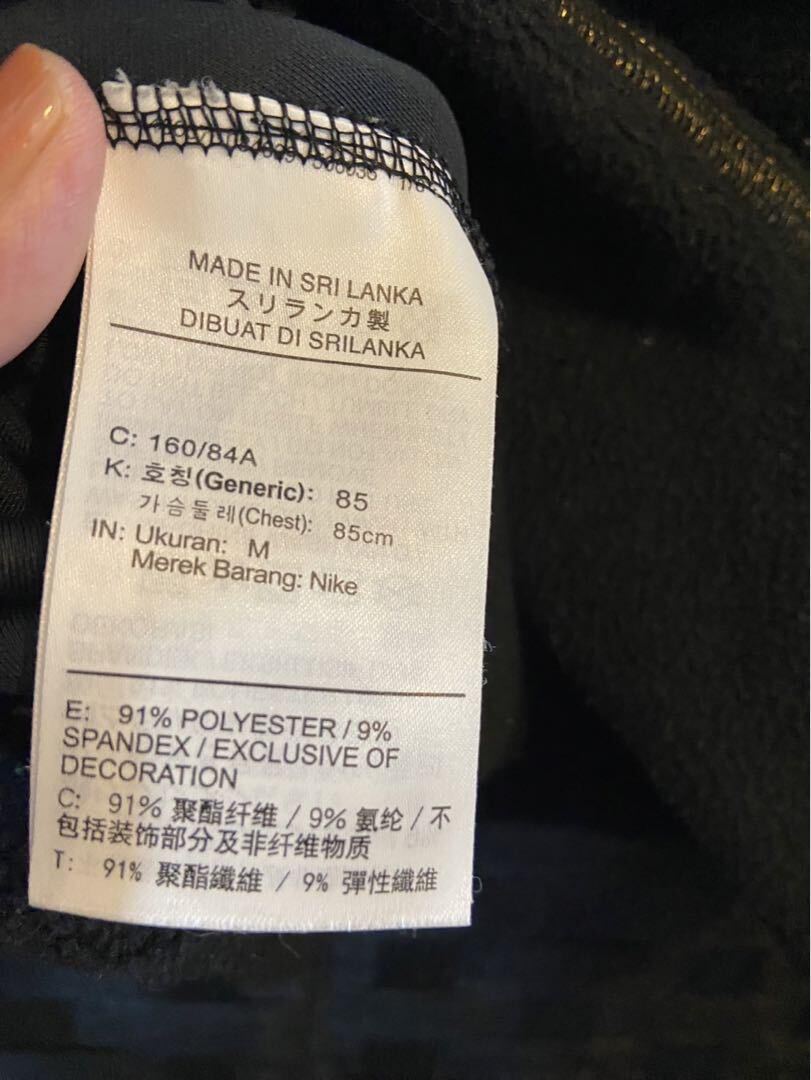 MADE IN SRI LANKA
スリランカ製
DIBUAT DI SRILANKA
C: 160/84A
K: 호칭(Generic): 85
가슴둘레(Chest): 85cm
IN: Ukuran: M
Merek Barang: Nike
E: 91% POLYESTER / 9%
SPANDEX / EXCLUSIVE OF
DECORATION
C: 91% 聚酯纤维 / 9% 氨纶 / 不
包括装饰部分及非纤维物质
T: 91% 聚酯纖維 / 9% 彈性纖維